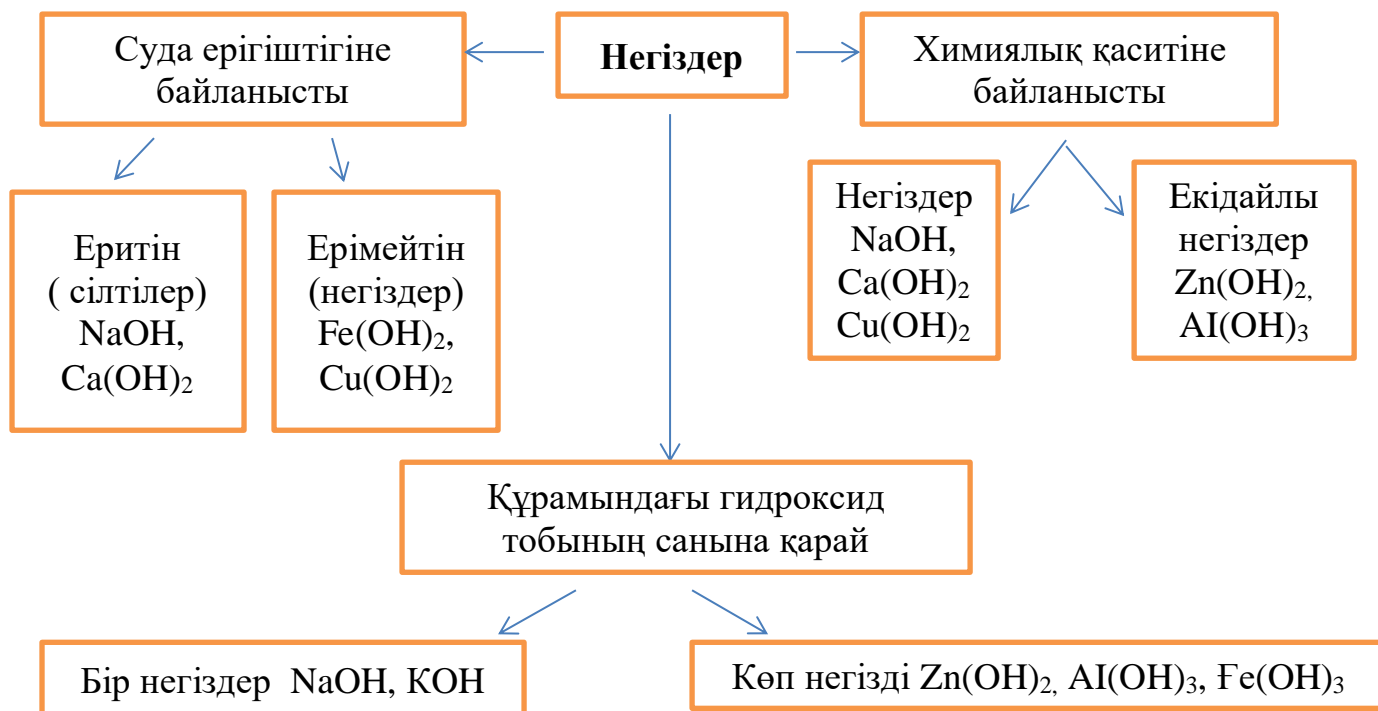 Суда ерігіштігіне
байланысты
Негіздер
Химиялық қаситіне
байланысты
Еритін
( сілтілер)
NaOH,
Ca(OH)₂
Ерімейтін
(негіздер)
Fe(OH)₂,
Cu(OH)₂
Негіздер
NaOH,
Ca(OH)₂
Cu(OH)₂
Екідайлы
негіздер
Zn(OH)₂,
AI(OH)₃
Құрамындағы гидроксид
тобының санына қарай
Бір негіздер NaOH, КОН
Көп негізді Zn(OH)₂, AI(OH)₃, Ғe(OH)₃